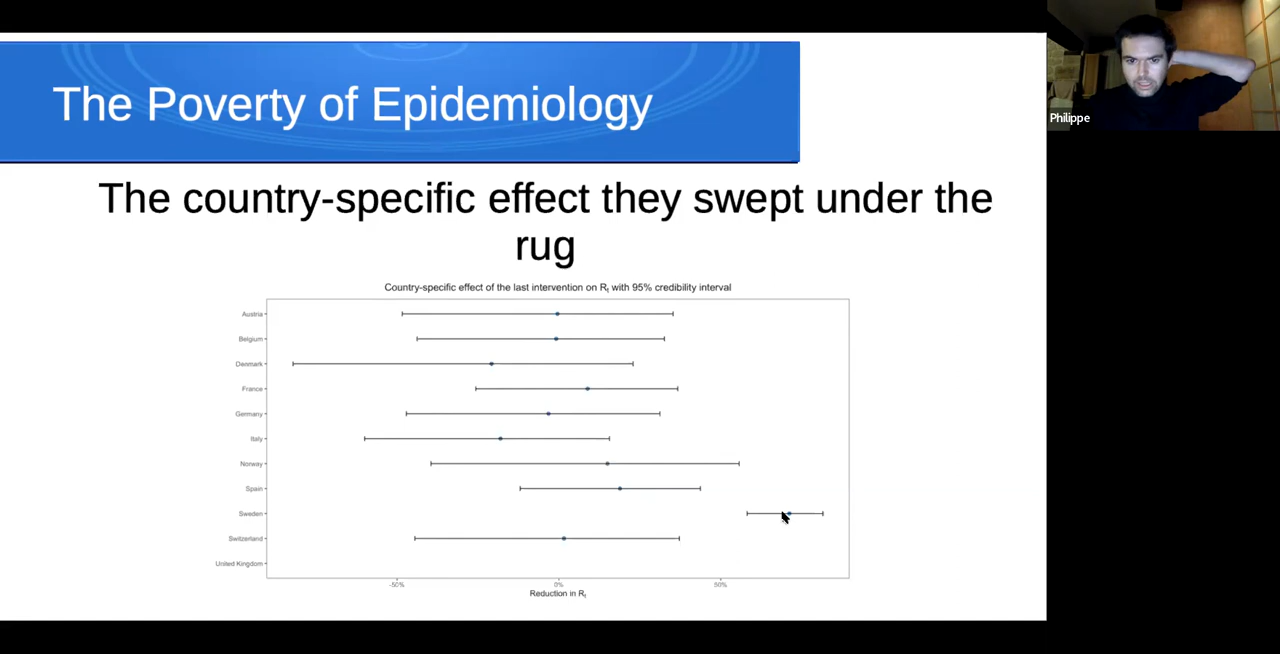 The Poverty of Epidemiology
Philippe
The country-specific effect they swept under the
rug
Country-specific effect of the last intervention on Rt with 95% credibility interval
Austria
Belgium
Denmark
France
Germany
Italy
Norway
Spain
Sweden
Switzerland
United Kingdom
-50%
0%
50%
Reduction in Rt